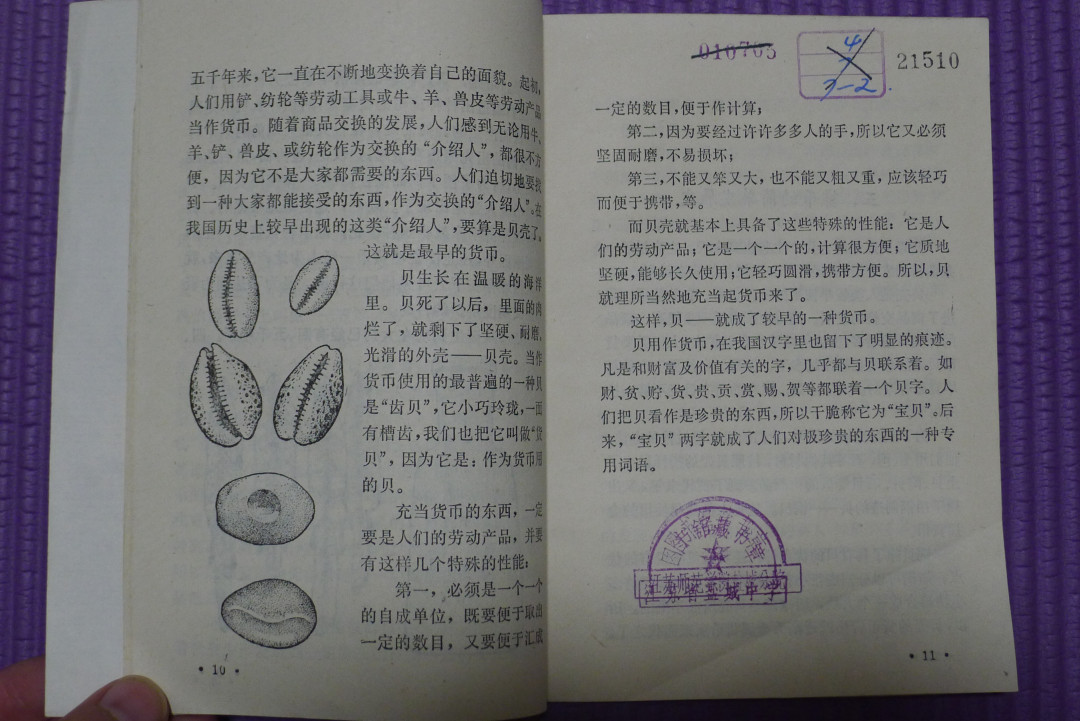 五千年来，它一直在不断地变换着自己的面貌。起初，
人们用铲、纺轮等劳动工具或牛、羊、兽皮等劳动产品
当作货币。随着商品交换的发展，人们感到无论用牛、
羊、铲、兽皮、或纺轮作为交换的“介绍人”，都很不方
便，因为它不是大家都需要的东西。人们迫切地要找
到一种大家都能接受的东西，作为交换的“介绍人”。在
我国历史上较早出现的这类“介绍人”，要算是贝壳了。
这就是最早的货币。
贝生长在温暖的海洋
里。贝死了以后，里面的肉
烂了，就剩下了坚硬、耐磨、
光滑的外壳——贝壳。当作
货币使用的最普遍的一种贝
是“齿贝”，它小巧玲珑，一面
有槽齿，我们也把它叫做“货
贝”，因为它是：作为货币用
的贝。
充当货币的东西，一定
要是人们的劳动产品，并要
有这样几个特殊的性能：
第一，必须是一个一个
的自成单位，既要便于取出
一定的数目，又要便于汇成
• 10 •
010705
4
3-2
21510
一定的数目，便于作计算；
第二，因为要经过许许多多人的手，所以它又必须
坚固耐磨，不易损坏；
第三，不能又笨又大，也不能又粗又重，应该轻巧
而便于携带，等。
而贝壳就基本上具备了这些特殊的性能：它是人
们的劳动产品；它是一个一个的，计算很方便；它质地
坚硬，能够长久使用；它轻巧圆滑，携带方便。所以，贝
就理所当然地充当起货币来了。
这样，贝——就成了较早的一种货币。
贝用作货币，在我国汉字里也留下了明显的痕迹。
凡是和财富及价值有关的字，几乎都与贝联系着。如
财、贫、贮、货、贵、贡、赏、赐、贺等都联着一个贝字。人
们把贝看作是珍贵的东西，所以干脆称它为“宝贝”。后
来，“宝贝”两字就成了人们对极珍贵的东西的一种专
用词语。
图书馆藏书章
江苏省盐城中学
• 11 •